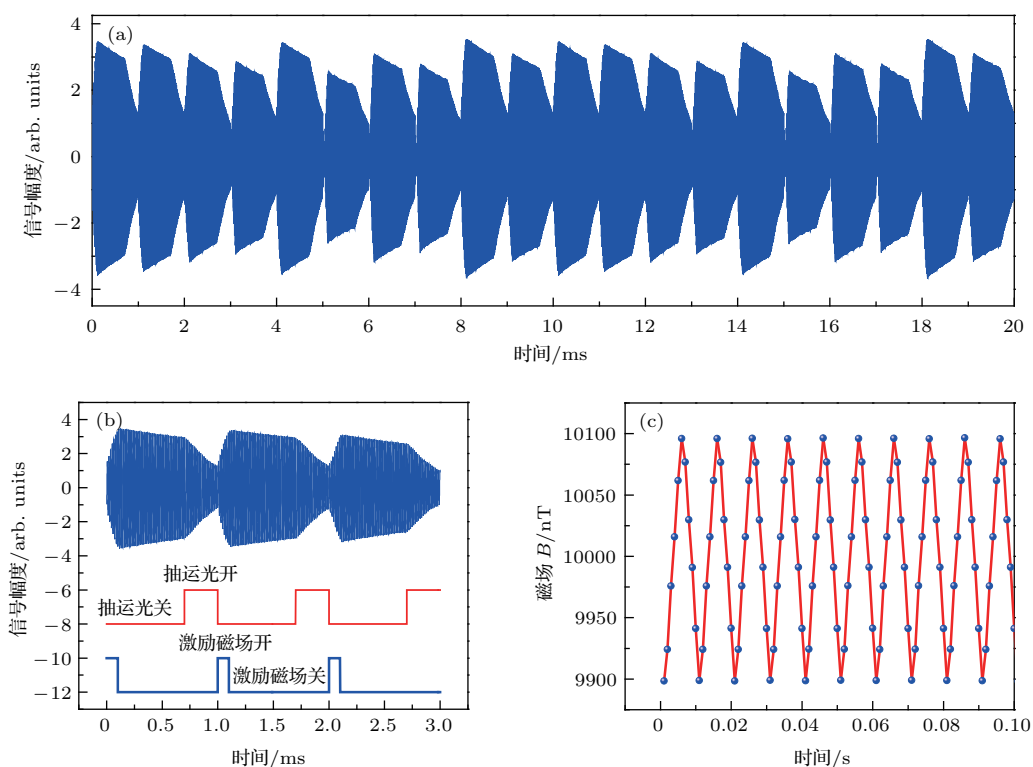 (a)
信号幅度/arb. units
4
2
0
−2
−4
0 2 4 6 8 10 12 14 16 18 20
时间/ms
(b)
信号幅度/arb. units
4
2
0
−2
−4
−6
−8
−10
−12
抽运光开
抽运光关
激励磁场开
激励磁场关
0 0.5 1.0 1.5 2.0 2.5 3.0
时间/ms
(c)
磁场 B/nT
10100
10050
10000
9950
9900
0 0.02 0.04 0.06 0.08 0.10
时间/s